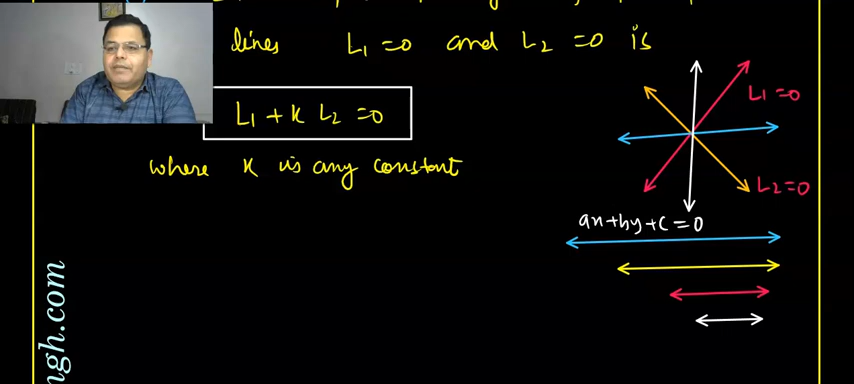 lines L₁ = 0 and L₂ = 0 is
L₁ + K L₂ = 0
where K is any constant
L₁ = 0
L₂ = 0
ax + by + c = 0
ngh.com